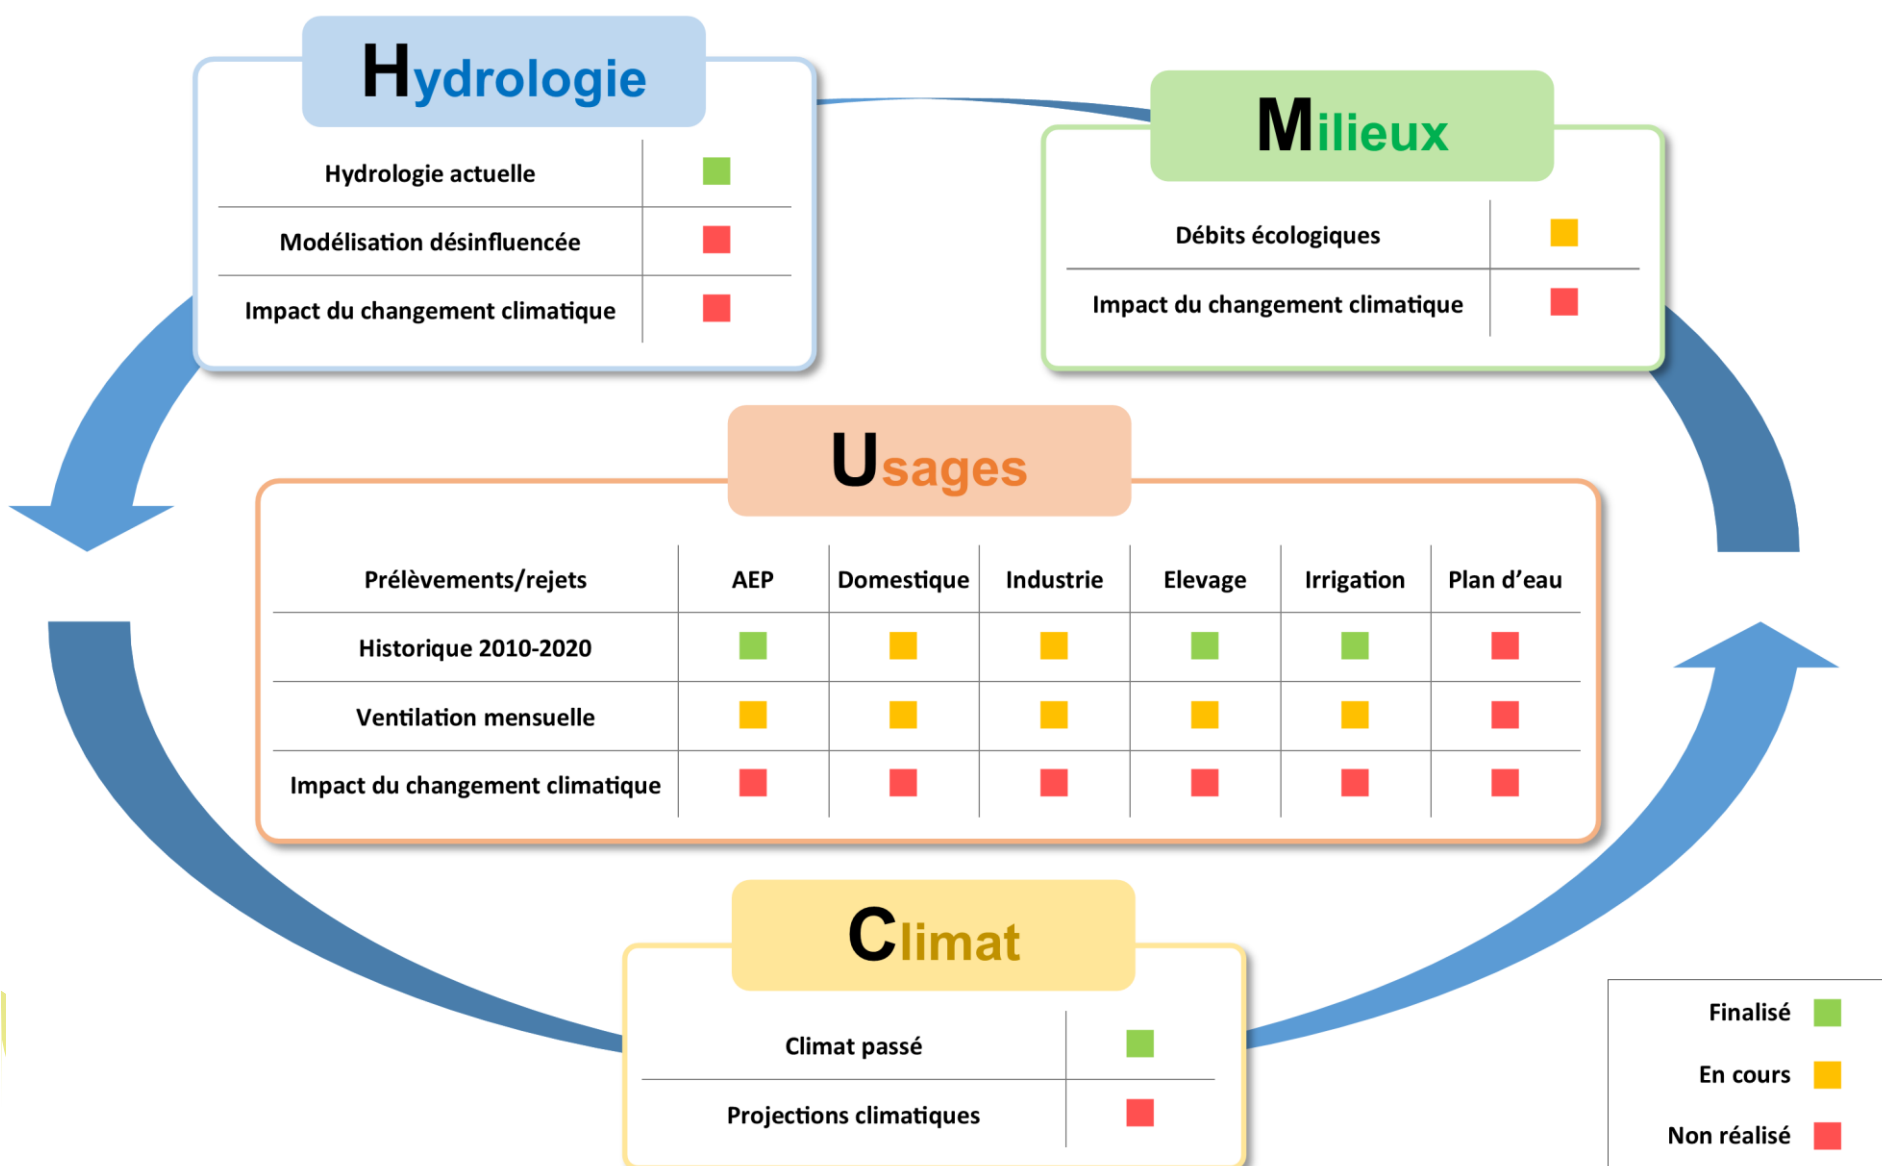 Hydrologie
Hydrologie actuelle
Modélisation désinfluencée
Impact du changement climatique
Milieux
Débits écologiques
Impact du changement climatique
Usages
Prélèvements/rejets AEP Domestique Industrie Elevage Irrigation Plan d'eau
Historique 2010-2020
Ventilation mensuelle
Impact du changement climatique
Climat
Climat passé
Projections climatiques
Finalisé
En cours
Non réalisé